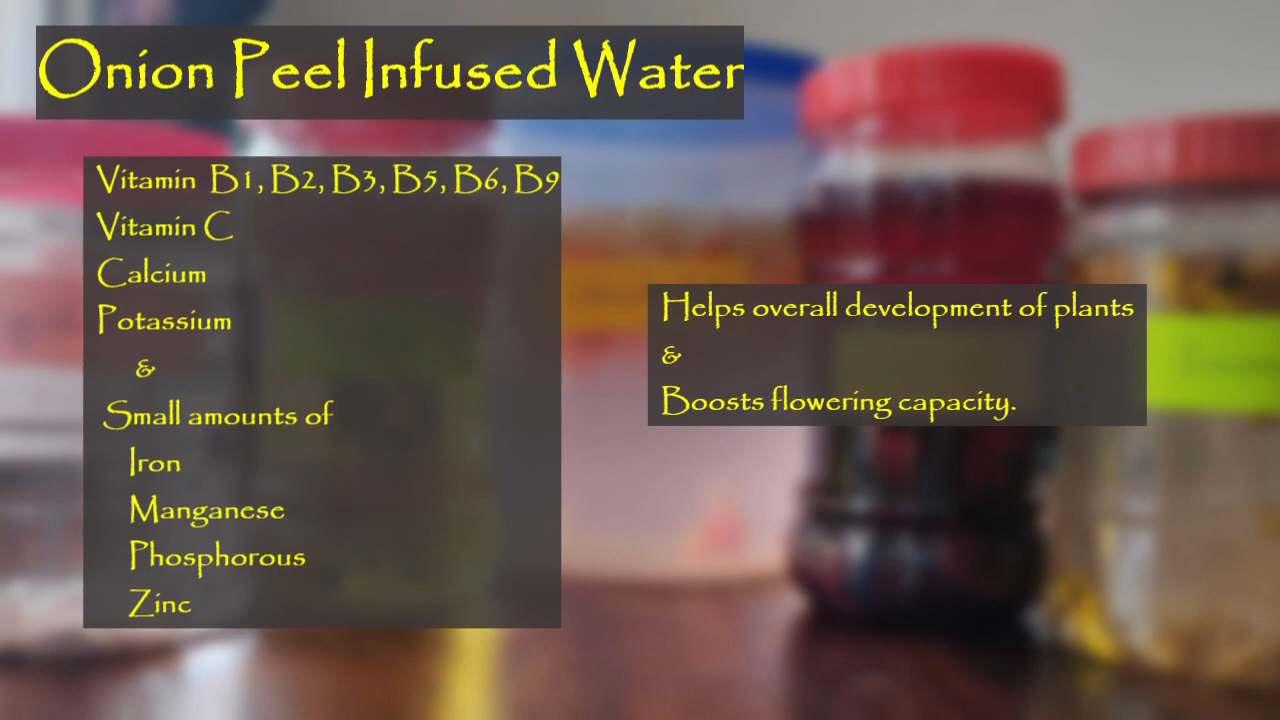 Onion Peel Infused Water
Vitamin B1, B2, B3, B5, B6, B9
Vitamin C
Calcium
Potassium
&
Small amounts of
Iron
Manganese
Phosphorous
Zinc
Helps overall development of plants
&
Boosts flowering capacity.